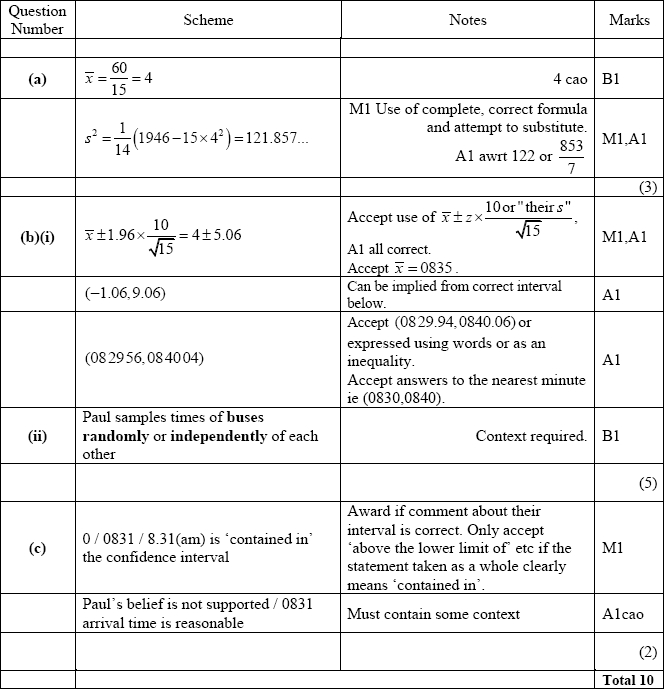 Question
Number
Scheme
Notes
Marks
(a)
x̅ = 60/15 = 4
4 cao
B1
s² = 1/14 (1946 – 15 × 4²) = 121.857...
M1 Use of complete, correct formula
and attempt to substitute.
A1 awrt 122 or 853/7
M1,A1
(3)
(b)(i)
x̅ ± 1.96 × 10/√15 = 4 ± 5.06
Accept use of x̅ ± z × 10 or "their s"/√15,
A1 all correct.
Accept x̅ = 0835.
M1,A1
(–1.06, 9.06)
Can be implied from correct interval
below.
A1
(082956, 084004)
Accept (0829.94, 0840.06) or
expressed using words or as an
inequality.
Accept answers to the nearest minute
ie (0830,0840).
A1
(ii)
Paul samples times of buses
randomly or independently of each
other
Context required.
B1
(5)
(c)
0 / 0831 / 8.31(am) is ‘contained in’
the confidence interval
Award if comment about their
interval is correct. Only accept
‘above the lower limit of’ etc if the
statement taken as a whole clearly
means ‘contained in’.
M1
Paul’s belief is not supported / 0831
arrival time is reasonable
Must contain some context
A1cao
(2)
Total 10